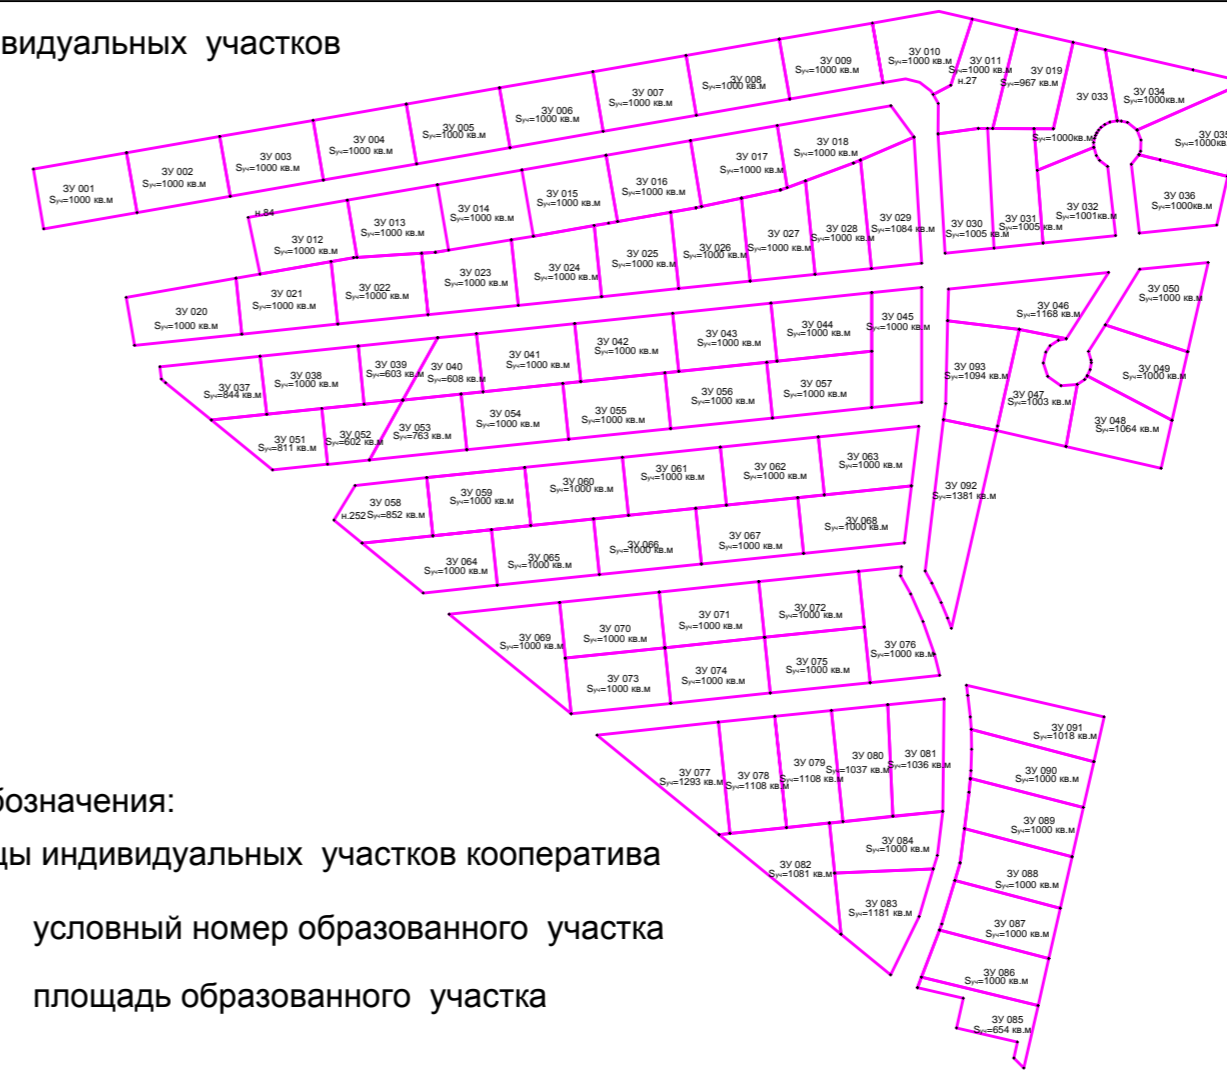 видуальных участков
ЗУ 001
Sуч=1000 кв.м
ЗУ 002
Sуч=1000 кв.м
ЗУ 003
Sуч=1000 кв.м
ЗУ 004
Sуч=1000 кв.м
ЗУ 005
Sуч=1000 кв.м
ЗУ 006
Sуч=1000 кв.м
ЗУ 007
Sуч=1000 кв.м
ЗУ 008
Sуч=1000 кв.м
ЗУ 009
Sуч=1000 кв.м
ЗУ 010
Sуч=1000 кв.м
ЗУ 011
Sуч=1000 кв.м
н.27
ЗУ 019
Sуч=967 кв.м
ЗУ 033
Sуч=1000кв.м
ЗУ 034
Sуч=1000кв.м
ЗУ 035
Sуч=1000кв.
ЗУ 036
Sуч=1000кв.м
н.84
ЗУ 012
Sуч=1000 кв.м
ЗУ 013
Sуч=1000 кв.м
ЗУ 014
Sуч=1000 кв.м
ЗУ 015
Sуч=1000 кв.м
ЗУ 016
Sуч=1000 кв.м
ЗУ 017
Sуч=1000 кв.м
ЗУ 018
Sуч=1000 кв.м
ЗУ 020
Sуч=1000 кв.м
ЗУ 021
Sуч=1000 кв.м
ЗУ 022
Sуч=1000 кв.м
ЗУ 023
Sуч=1000 кв.м
ЗУ 024
Sуч=1000 кв.м
ЗУ 025
Sуч=1000 кв.м
ЗУ 026
Sуч=1000 кв.м
ЗУ 027
Sуч=1000 кв.м
ЗУ 028
Sуч=1000 кв.м
ЗУ 029
Sуч=1084 кв.м
ЗУ 030
Sуч=1005 кв.м
ЗУ 031
Sуч=1005 кв.м
ЗУ 032
Sуч=1001кв.м
ЗУ 037
Sуч=844 кв.м
ЗУ 038
Sуч=1000 кв.м
ЗУ 039
Sуч=603 кв.м
ЗУ 040
Sуч=608 кв.м
ЗУ 041
Sуч=1000 кв.м
ЗУ 042
Sуч=1000 кв.м
ЗУ 043
Sуч=1000 кв.м
ЗУ 044
Sуч=1000 кв.м
ЗУ 045
Sуч=1000 кв.м
ЗУ 046
Sуч=1168 кв.м
ЗУ 050
Sуч=1000 кв.м
ЗУ 093
Sуч=1094 кв.м
ЗУ 047
Sуч=1003 кв.м
ЗУ 049
Sуч=1000 кв.м
ЗУ 048
Sуч=1064 кв.м
ЗУ 051
Sуч=811 кв.м
ЗУ 052
Sуч=602 кв.м
ЗУ 053
Sуч=763 кв.м
ЗУ 054
Sуч=1000 кв.м
ЗУ 055
Sуч=1000 кв.м
ЗУ 056
Sуч=1000 кв.м
ЗУ 057
Sуч=1000 кв.м
н.252
ЗУ 058
Sуч=852 кв.м
ЗУ 059
Sуч=1000 кв.м
ЗУ 060
Sуч=1000 кв.м
ЗУ 061
Sуч=1000 кв.м
ЗУ 062
Sуч=1000 кв.м
ЗУ 063
Sуч=1000 кв.м
ЗУ 092
Sуч=1381 кв.м
ЗУ 064
Sуч=1000 кв.м
ЗУ 065
Sуч=1000 кв.м
ЗУ 066
Sуч=1000 кв.м
ЗУ 067
Sуч=1000 кв.м
ЗУ 068
Sуч=1000 кв.м
ЗУ 069
Sуч=1000 кв.м
ЗУ 070
Sуч=1000 кв.м
ЗУ 071
Sуч=1000 кв.м
ЗУ 072
Sуч=1000 кв.м
ЗУ 073
Sуч=1000 кв.м
ЗУ 074
Sуч=1000 кв.м
ЗУ 075
Sуч=1000 кв.м
ЗУ 076
Sуч=1000 кв.м
ЗУ 077
Sуч=1293 кв.м
ЗУ 078
Sуч=1108 кв.м
ЗУ 079
Sуч=1108 кв.м
ЗУ 080
Sуч=1037 кв.м
ЗУ 081
Sуч=1036 кв.м
ЗУ 091
Sуч=1018 кв.м
ЗУ 090
Sуч=1000 кв.м
ЗУ 089
Sуч=1000 кв.м
ЗУ 082
Sуч=1081 кв.м
ЗУ 084
Sуч=1000 кв.м
ЗУ 083
Sуч=1181 кв.м
ЗУ 088
Sуч=1000 кв.м
ЗУ 087
Sуч=1000 кв.м
ЗУ 086
Sуч=1000 кв.м
ЗУ 085
Sуч=654 кв.м
бозначения:
цы индивидуальных участков кооператива
условный номер образованного участка
площадь образованного участка